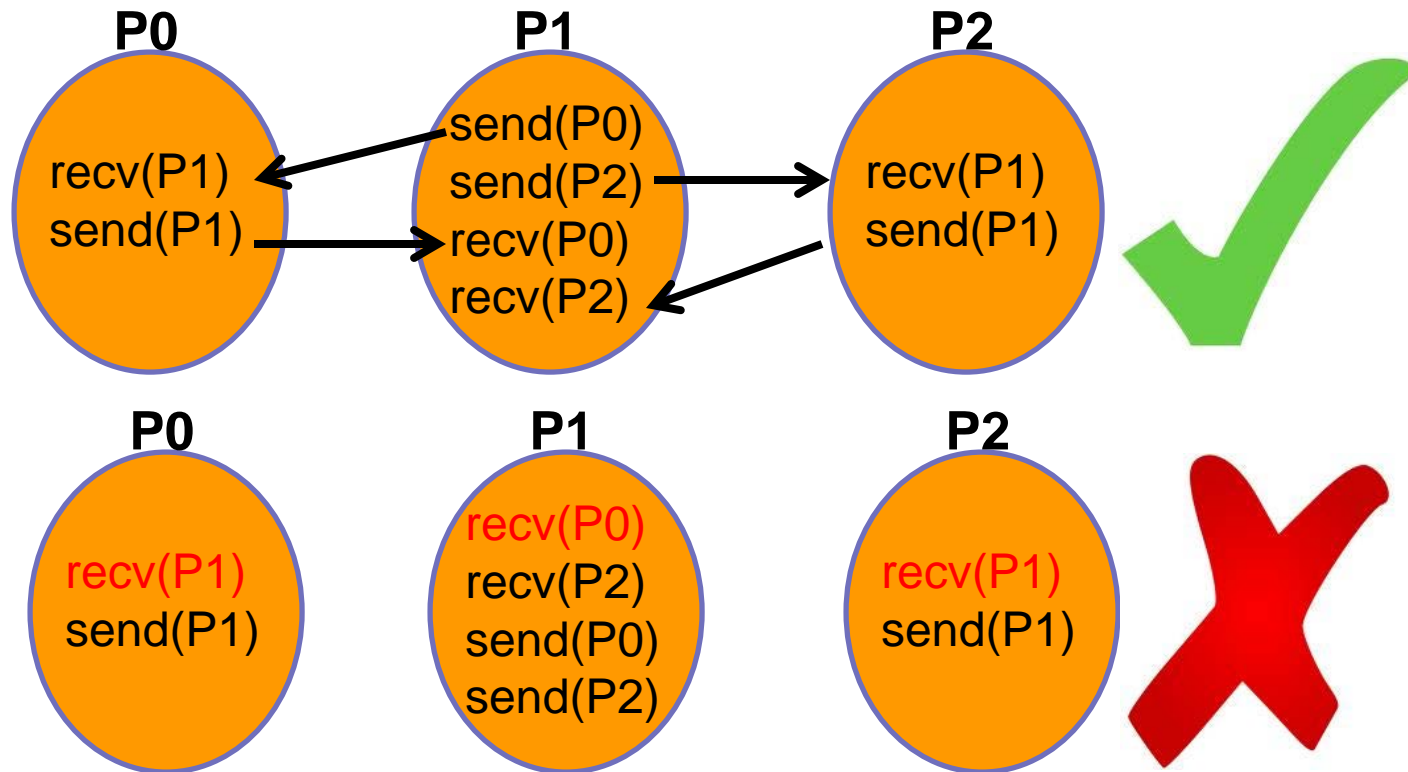 P0
P1
P2
recv(P1)
send(P1)
send(P0)
send(P2)
recv(P0)
recv(P2)
recv(P1)
send(P1)
P0
P1
P2
recv(P1)
send(P1)
recv(P0)
recv(P2)
send(P0)
send(P2)
recv(P1)
send(P1)